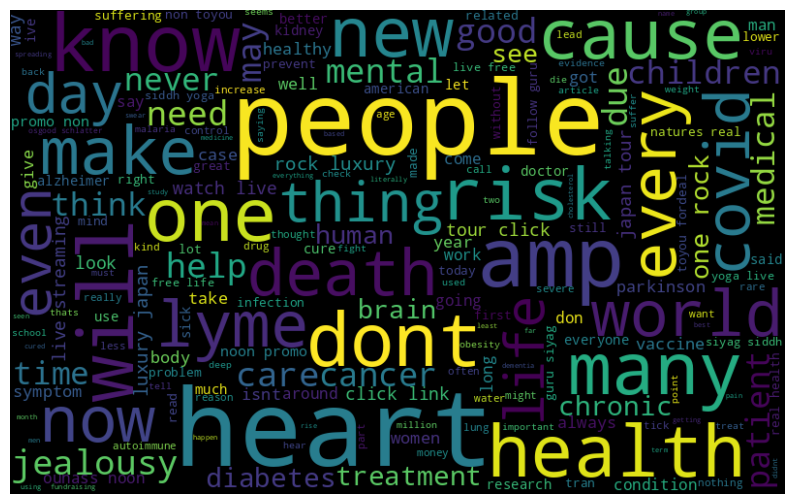 suffering
non toyou
seems
related
cause
man
lead
lower
viru
way
live
know
may
new
good
better
kidney
healthy
group
spreading
bad
prevent
see
mental
live free
evidence
children
back
siddh yoga
never
increase
well
let
american
got
die
article
weight
day
promo non
need
say
people
age
without
follow guru
due
suffer
natures real
osgood schlatter
swear
malaria
control
saying
based
medicine
covid
medical
give
make
case
great
rock luxury
made
come
call
doctor
talking
every
japan tour
alzheimer
right
watch live
thing
risk
everything
check
study
literally
two
cholesterol
toyou fordeal
one rock
think
mind
one
human
tour click
still
said
even
kind
drug
thought
cure
fight
year
work
yoga live
look
lot
help
death
today
used
amp
severe
parkinson
rare
live streaming
thats
must
free life
will
luxury japan
really
use
take
infection
going
first
don
want
best
world
seen
school
less
sick
lyme
brain
noon promo
dont
life
everyone
vaccine
siyag siddh
time
cured
body
deep
least
far
obesity
dementia
guru siyag
many
problem
care
cancer
often
water
might
point
pain
patient
real health
symptom
tell
much
isnt
around
click link
long
chronic
now
read
reason
hear
rise
million
important
tick
treat
getting
month
autoimmune
women
lung
always
term
didnt
men
heart
part
money
health
jealousy
happen
ounass noon
diabetes
treatment
research
tran
condition
nothing
using
fundraising